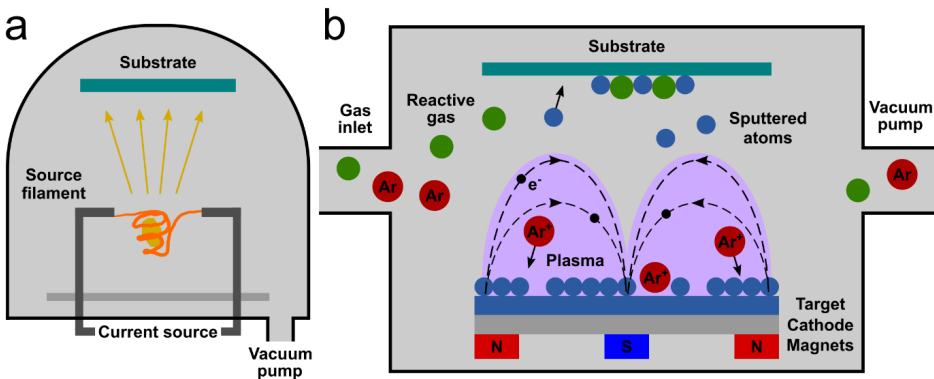 a
Substrate
Source
filament
Current source
Vacuum
pump
b
Substrate
Gas
inlet
Reactive
gas
Sputtered
atoms
Vacuum
pump
Ar
Ar
Ar
e-
Ar+
Ar+
Plasma
Ar+
Target
Cathode
N
S
N
Magnets